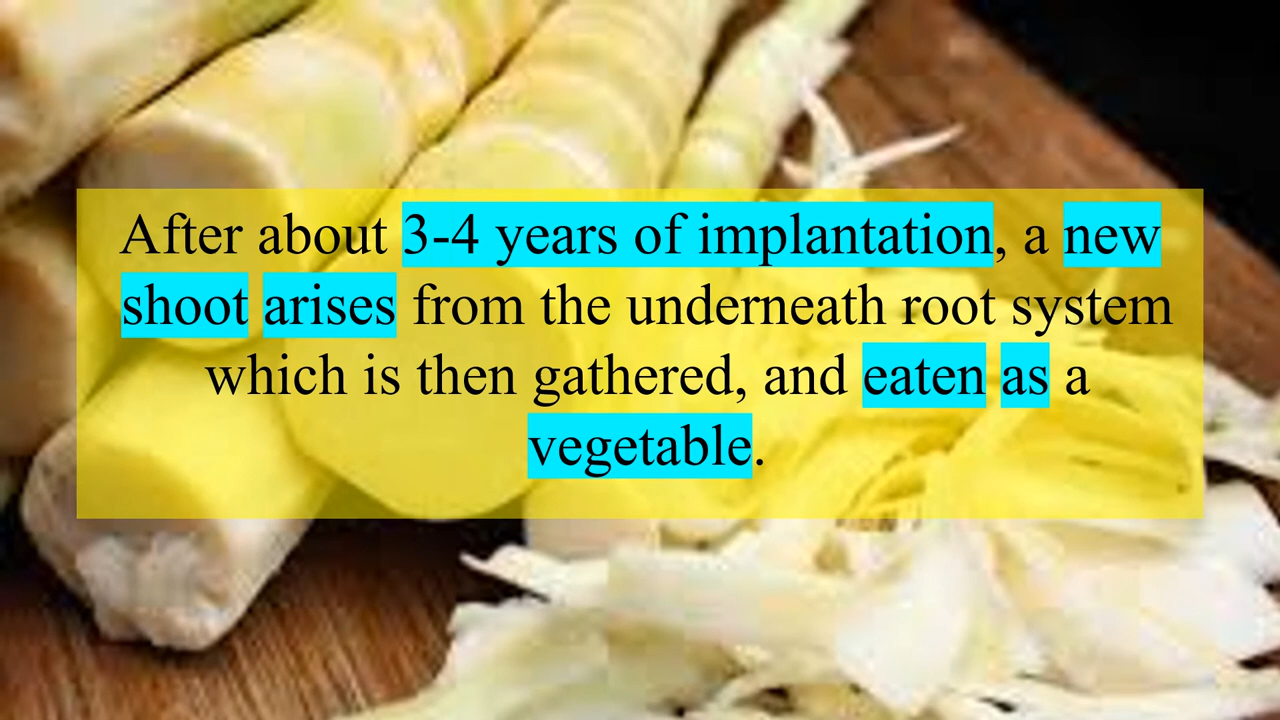 After about 3-4 years of implantation, a new
shoot arises from the underneath root system
which is then gathered, and eaten as a
vegetable.